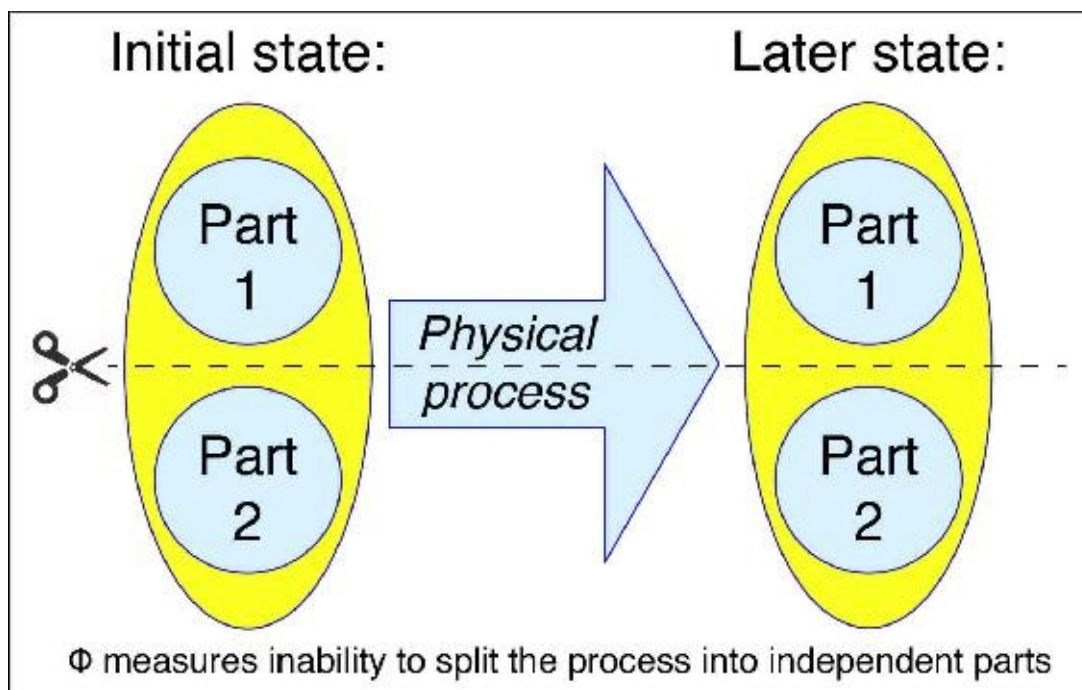 Initial state:
Later state:
Part
1
Part
1
Physical
process
Part
2
Part
2
Φ measures inability to split the process into independent parts